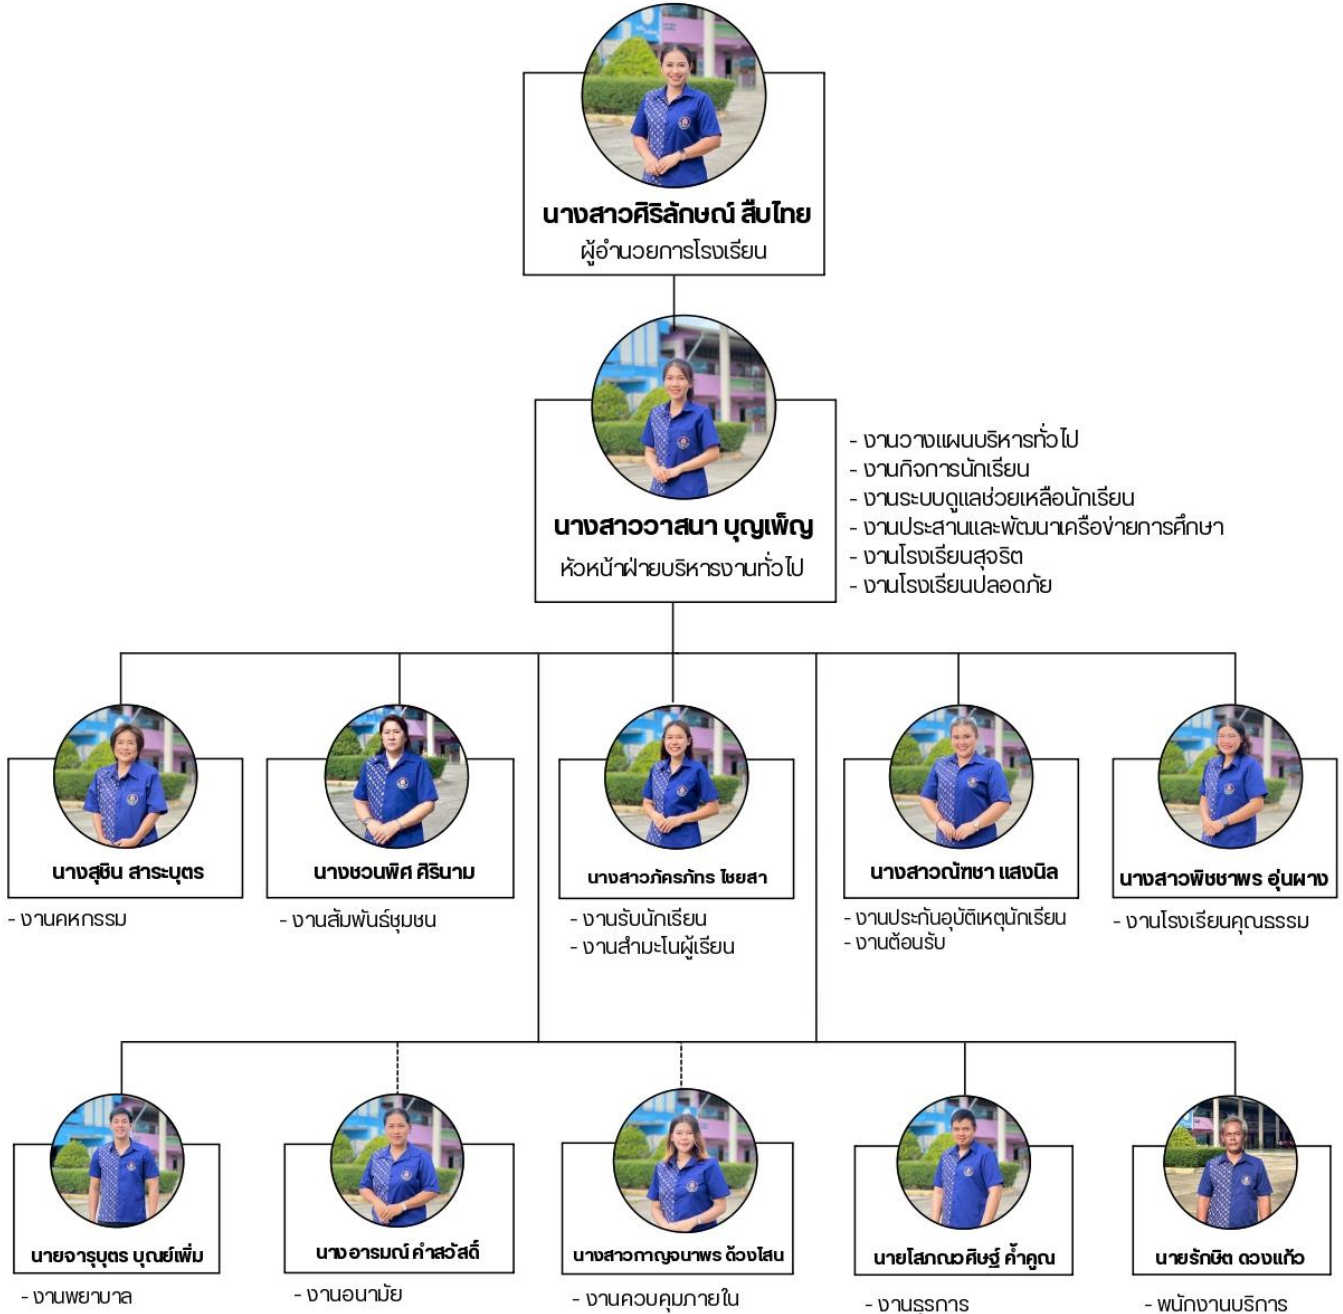 นางสาวศิริลักษณ์ สืบไทย
ผู้อำนวยการโรงเรียน
นางสาววาสนา บุญเพ็ญ
หัวหน้าฝ่ายบริหารงานทั่วไป
- งานวางแผนบริหารทั่วไป
- งานกิจการนักเรียน
- งานระบบดูแลช่วยเหลือนักเรียน
- งานประสานและพัฒนาเครือข่ายการศึกษา
- งานโรงเรียนสุจริต
- งานโรงเรียนปลอดภัย
นางสุชิน สาระบุตร
- งานคหกรรม
นางชวนพิศ ศิรินาม
- งานสัมพันธ์ชุมชน
นางสาวภัครภัทร ไชยสา
- งานรับนักเรียน
- งานสำมะโนผู้เรียน
นางสาวณัฑชา แสงนิล
- งานประกันอุบัติเหตุนักเรียน
- งานต้อนรับ
นางสาวพิชชาพร อุ่นผาง
- งานโรงเรียนคุณธรรม
นายจารุบุตร บุณย์เพิ่ม
- งานพยาบาล
นางอารมณ์ คำสวัสดิ์
- งานอนามัย
นางสาวกาญจนาพร ด้วงโสน
- งานควบคุมภายใน
นายโสภณวศิษฐ์ ค้ำคูณ
- งานธุรการ
นายรักษิต ดวงแก้ว
- พนักงานบริการ